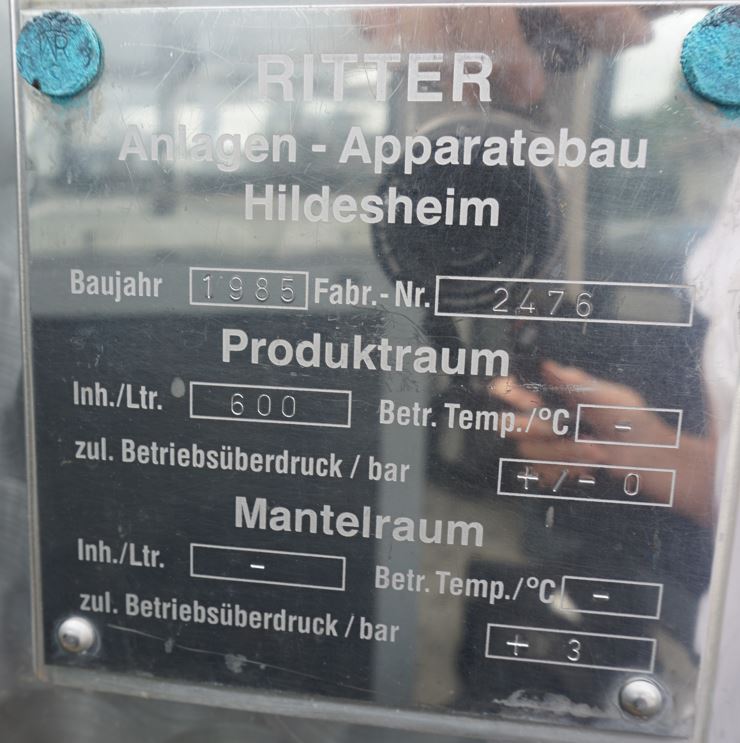 RITTER
Anlagen - Apparatebau
Hildesheim
Baujahr 1985 Fabr.-Nr. 2476
Produktraum
Inh./Ltr. 600 Betr. Temp./°C -
zul. Betriebsüberdruck / bar +/- 0
Mantelraum
Inh./Ltr. - Betr. Temp./°C -
zul. Betriebsüberdruck / bar + 3